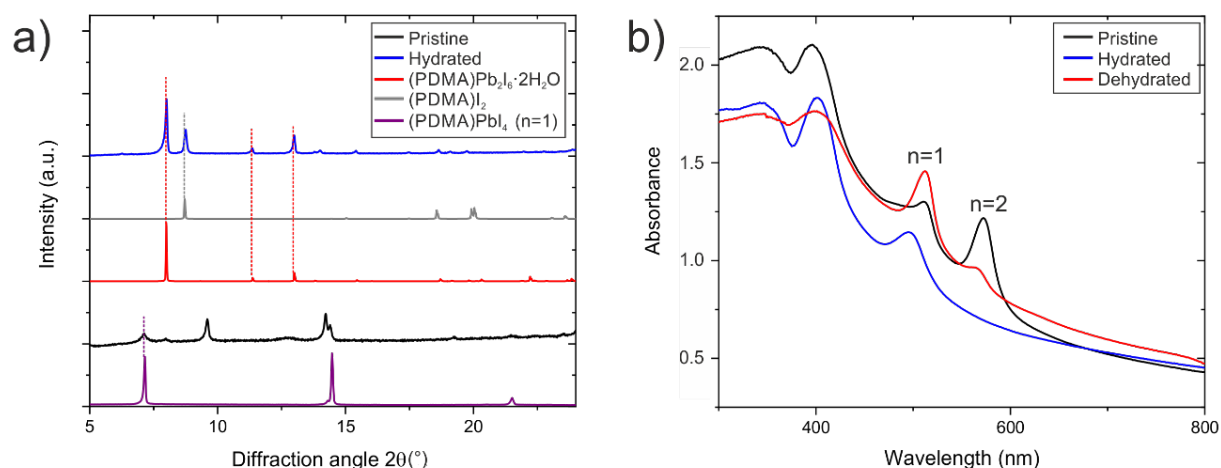 a)
Pristine
Hydrated
(PDMA)Pb₂I₆·2H₂O
(PDMA)I₂
(PDMA)PbI₄ (n=1)
Intensity (a.u.)
5
10
15
20
Diffraction angle 2θ(°)
b)
Pristine
Hydrated
Dehydrated
n=1
n=2
Absorbance
2.0
1.5
1.0
0.5
400
500
600
800
Wavelength (nm)